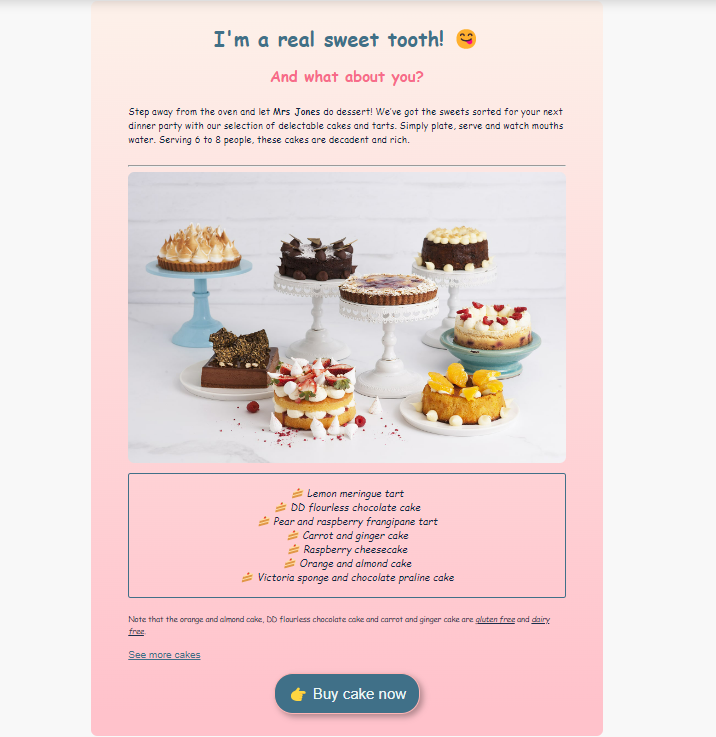 I'm a real sweet tooth! 😋
And what about you?
Step away from the oven and let Mrs Jones do dessert! We've got the sweets sorted for your next
dinner party with our selection of delectable cakes and tarts. Simply plate, serve and watch mouths
water. Serving 6 to 8 people, these cakes are decadent and rich.
Lemon meringue tart
DD flourless chocolate cake
Pear and raspberry frangipane tart
Carrot and ginger cake
Raspberry cheesecake
Orange and almond cake
Victoria sponge and chocolate praline cake
Note that the orange and almond cake, DD flourless chocolate cake and carrot and ginger cake are gluten free and dairy
free.
See more cakes
👉 Buy cake now